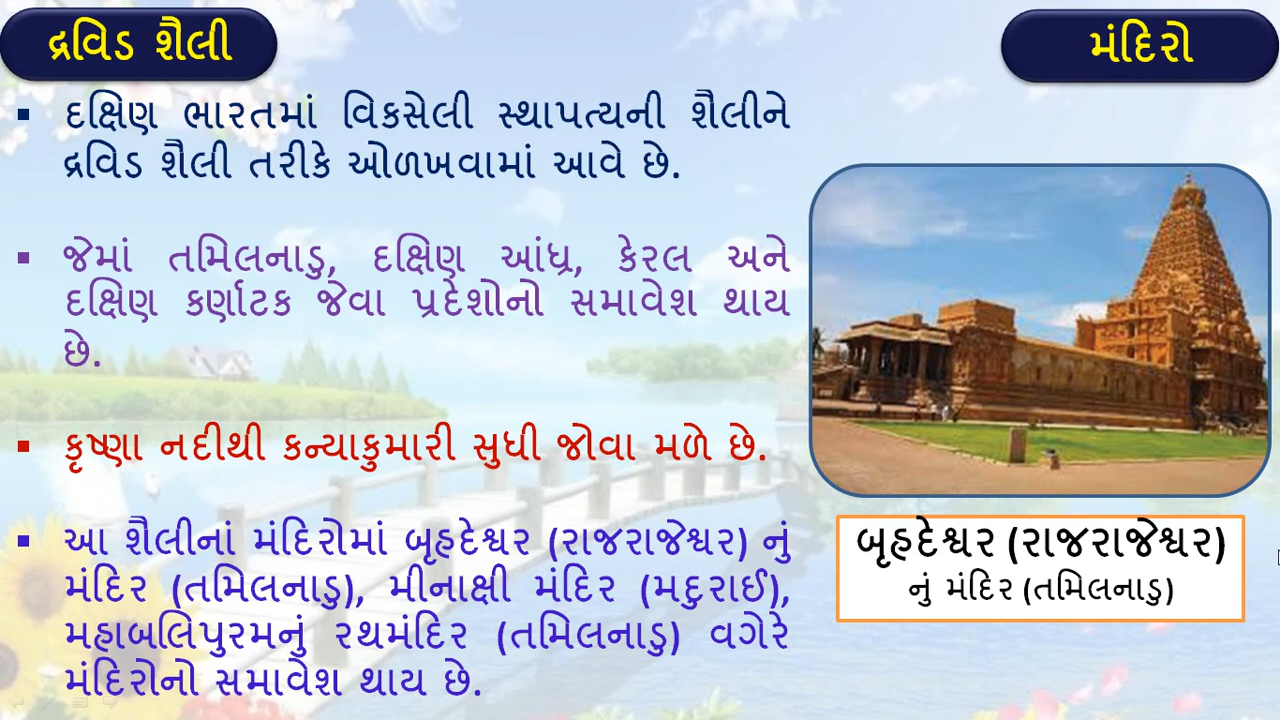 દ્રવિડ શૈલી
મંદિરો
▪ દક્ષિણ ભારતમાં વિકસેલી સ્થાપત્યની શૈલીને
દ્રવિડ શૈલી તરીકે ઓળખવામાં આવે છે.
▪ જેમાં તમિલનાડુ, દક્ષિણ આંધ્ર, કેરલ અને
દક્ષિણ કર્ણાટક જેવા પ્રદેશોનો સમાવેશ થાય
છે.
▪ કૃષ્ણા નદીથી કન્યાકુમારી સુધી જોવા મળે છે.
▪ આ શૈલીનાં મંદિરોમાં બૃહદેશ્વર (રાજરાજેશ્વર) નું
મંદિર (તમિલનાડુ), મીનાક્ષી મંદિર (મદુરાઈ),
મહાબલિપુરમનું રથમંદિર (તમિલનાડુ) વગેરે
મંદિરોનો સમાવેશ થાય છે.
બૃહદેશ્વર (રાજરાજેશ્વર)
નું મંદિર (તમિલનાડુ)